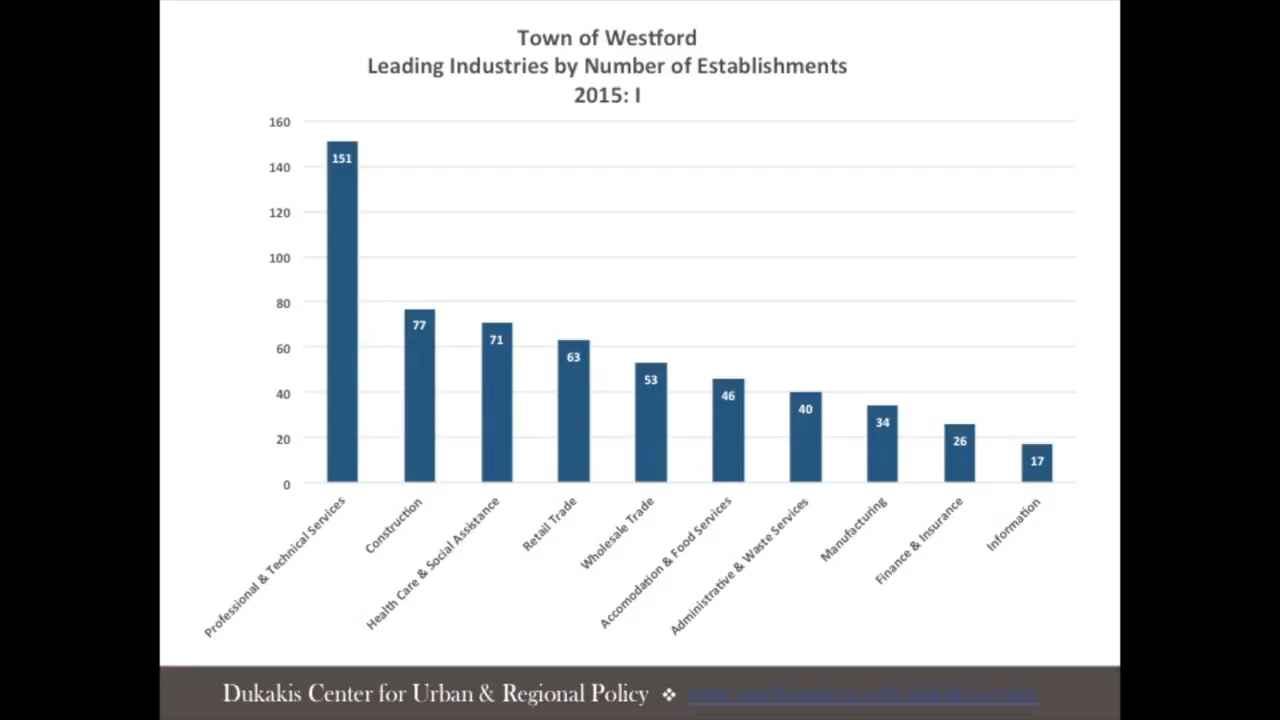 Town of Westford
Leading Industries by Number of Establishments
2015: I
160
140
120
100
80
60
40
20
0
151
77
71
63
53
46
40
34
26
17
Professional & Technical Services
Construction
Health Care & Social Assistance
Retail Trade
Wholesale Trade
Accomodation & Food Services
Administrative & Waste Services
Manufacturing
Finance & Insurance
Information
Dukakis Center for Urban & Regional Policy ❖